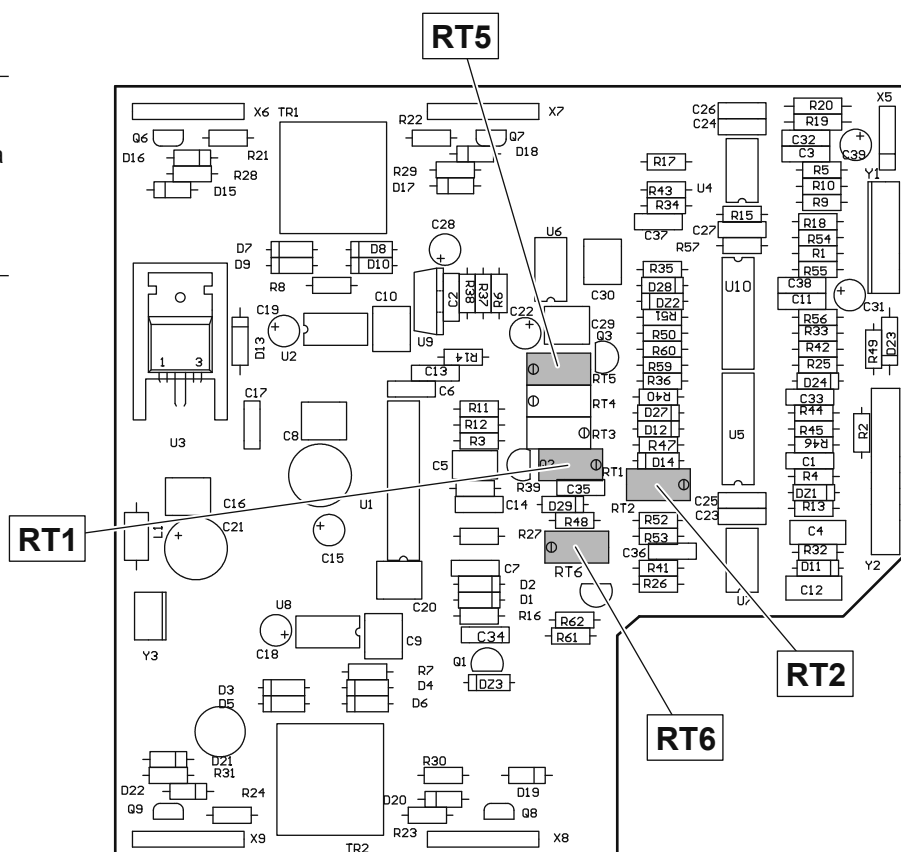 RT5
a
X6 TR1 X7 C26 C24 R20 R19 X5
Q6 R21 R22 Q7 C32 C3 C39
D16 R28 D15 R29 D17 D18 R17 R5 R10 R9 Y1
R43 R34 U4 C37 R15 C27 R57
C28 U6 R18 R54 R1 R55
D7 D9 D8 D10 R8 C30 R35 D28 DZ2 U10 C38 C11 C31
C19 U2 C10 U9 C2 R38 R37 R6 C22 C29 Q3 R51 R50 R60 R59 R36
R56 R33 R42 R25 R49 D23
1 3 D13 R14 C13 C6 RT5 RT4 RT3 R40 D27 D12 R47 D14 D24 C33 R44 R45 R46
U3 C17 C8 R11 R12 R3 C5 U5 R2
Q2 RT1 R39 C35 D29 R48 RT2 C1 R4 DZ1 R13
C16 C21 L1 U1 C14 C25 C23
RT1
C15 R27 R52 R53 C36 R41 R26 C4 R32 D11 C12 Y2
C7 D2 D1 R16 RT6 U7
C20 U8 C18 C9 C34 R62 R61
Y3 Q1 DZ3
R7 D4 D6 D3 D5
RT2
RT6
D21 R31 D22 Q9 R24 R30 D20 R23 D19 Q8
X9 TR2 X8